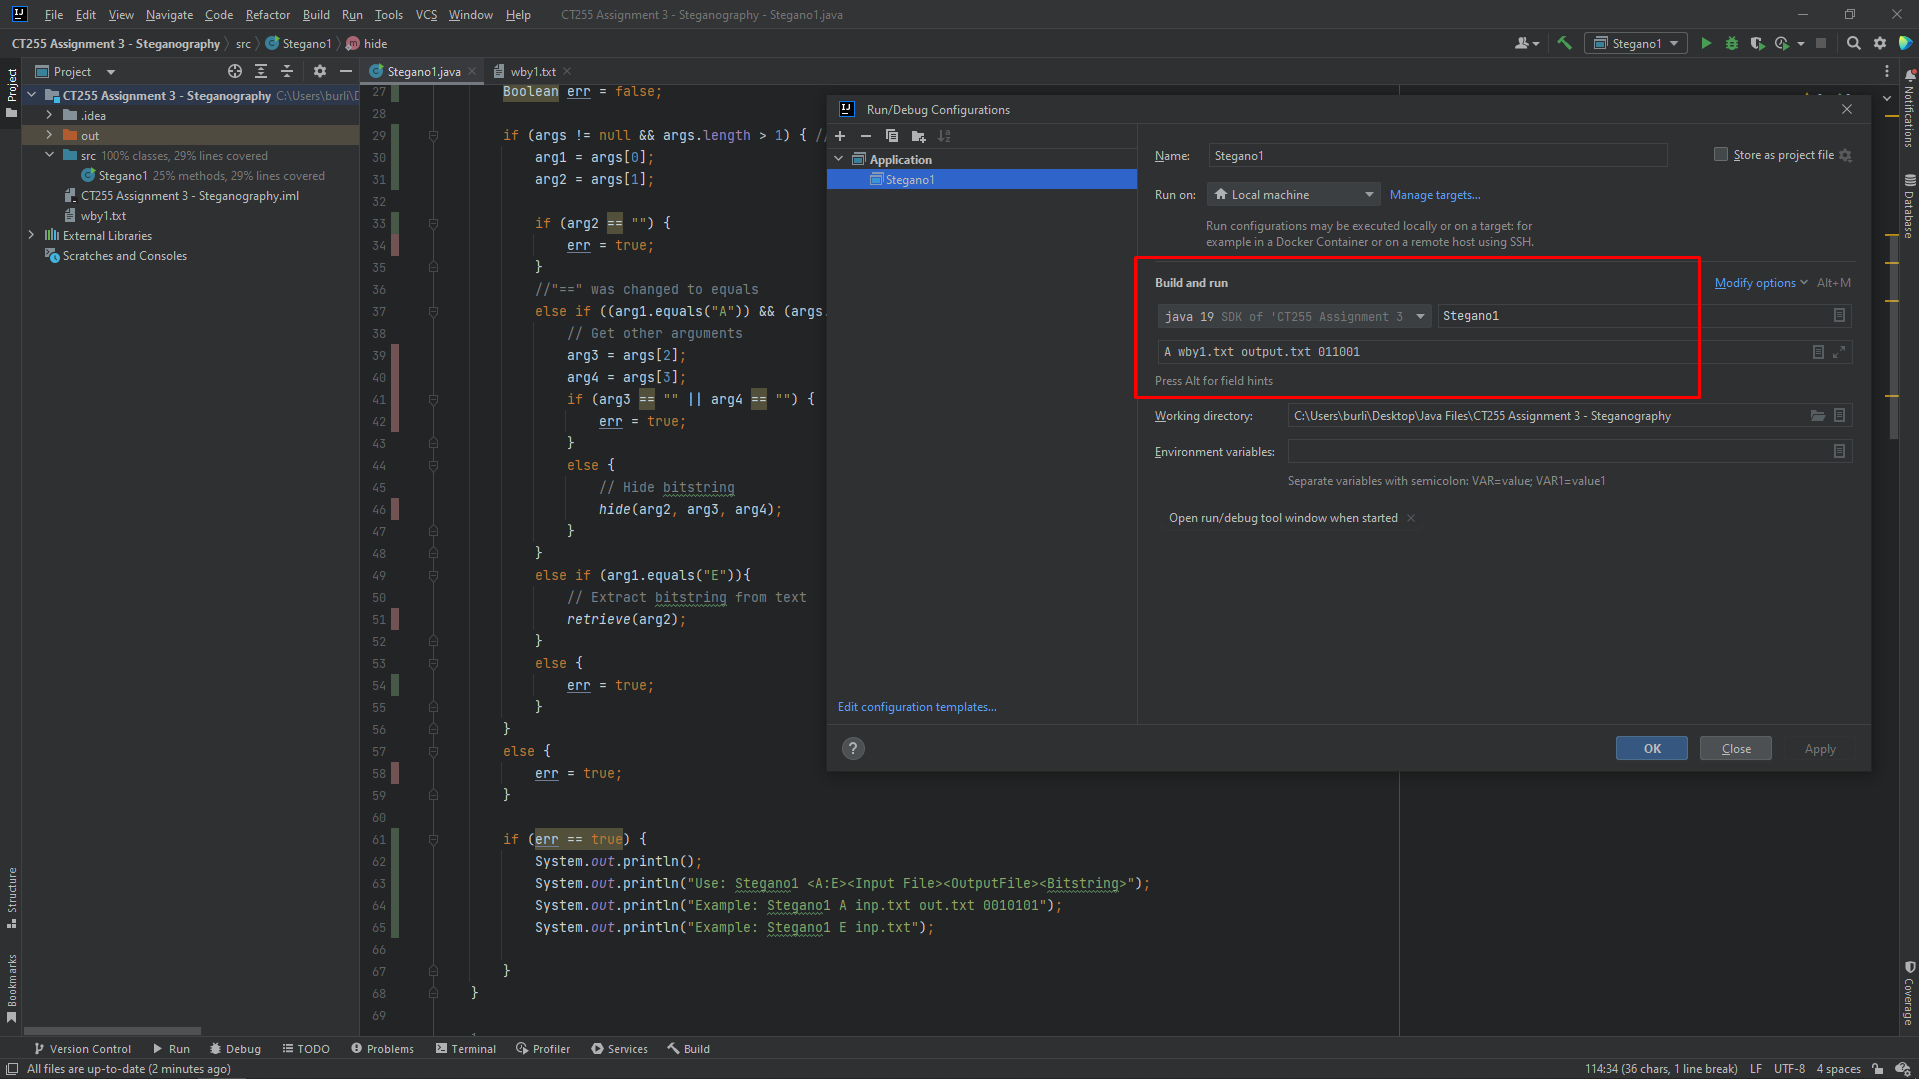 File Edit View Navigate Code Refactor Build Run Tools VCS Window Help CT255 Assignment 3 - Steganography - Stegano1.java
CT255 Assignment 3 - Steganography src Stegano1 hide Stegano1
Project
Project
Stegano1.java
wby1.txt
CT255 Assignment 3 - Steganography C:\Users\burli\D
.idea
out
src 100% classes, 29% lines covered
Stegano1 25% methods, 29% lines covered
CT255 Assignment 3 - Steganography.iml
wby1.txt
External Libraries
Scratches and Consoles
27 Boolean err = false;
28
29 if (args != null && args.length > 1) { //
30 arg1 = args[0];
31 arg2 = args[1];
32
33 if (arg2 == "") {
34 err = true;
35 }
36 //"==" was changed to equals
37 else if ((arg1.equals("A")) && (args.
38 // Get other arguments
39 arg3 = args[2];
40 arg4 = args[3];
41 if (arg3 == "" || arg4 == "") {
42 err = true;
43 }
44 else {
45 // Hide bitstring
46 hide(arg2, arg3, arg4);
47 }
48 }
49 else if (arg1.equals("E")){
50 // Extract bitstring from text
51 retrieve(arg2);
52 }
53 else {
54 err = true;
55 }
56 }
57 else {
58 err = true;
59 }
60
61 if (err == true) {
62 System.out.println();
63 System.out.println("Use: Stegano1 <A:E><Input File><OutputFile><Bitstring>");
64 System.out.println("Example: Stegano1 A inp.txt out.txt 0010101");
65 System.out.println("Example: Stegano1 E inp.txt");
66
67 }
68 }
69
Run/Debug Configurations
Application
Stegano1
Edit configuration templates...
Name: Stegano1
Store as project file
Run on: Local machine Manage targets...
Run configurations may be executed locally or on a target: for
example in a Docker Container or on a remote host using SSH.
Build and run
Modify options Alt+M
java 19 SDK of 'CT255 Assignment 3 Stegano1
A wby1.txt output.txt 011001
Press Alt for field hints
Working directory: C:\Users\burli\Desktop\Java Files\CT255 Assignment 3 - Steganography
Environment variables:
Separate variables with semicolon: VAR=value; VAR1=value1
Open run/debug tool window when started
? OK Close Apply
Notifications
Database
Coverage
Structure
Bookmarks
Version Control Run Debug TODO Problems Terminal Profiler Services Build
All files are up-to-date (2 minutes ago)
114:34 (36 chars, 1 line break) LF UTF-8 4 spaces